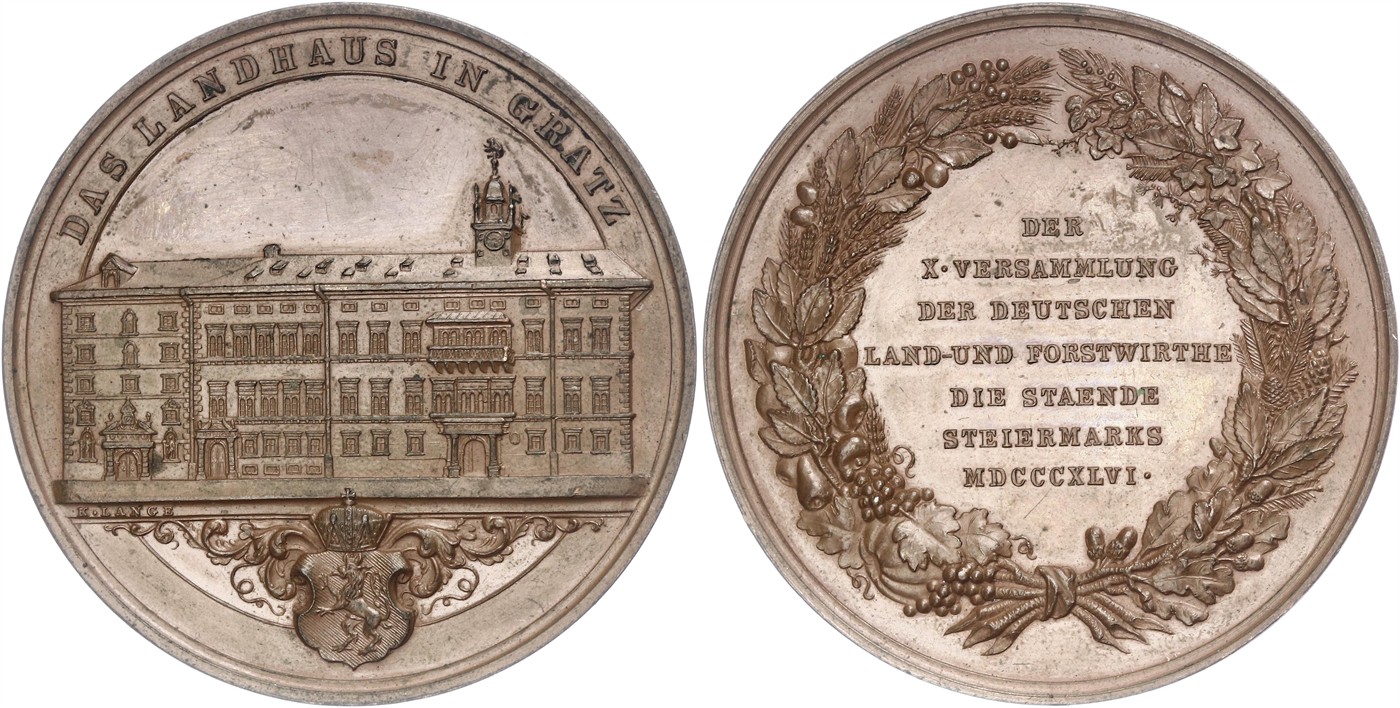 DAS LANDHAUS IN GRATZ
K. LANGE
DER
X·VERSAMMLUNG
DER DEUTSCHEN
LAND-UND FORSTWIRTHE
DIE STAENDE
STEIERMARKS
MDCCCXLVI·